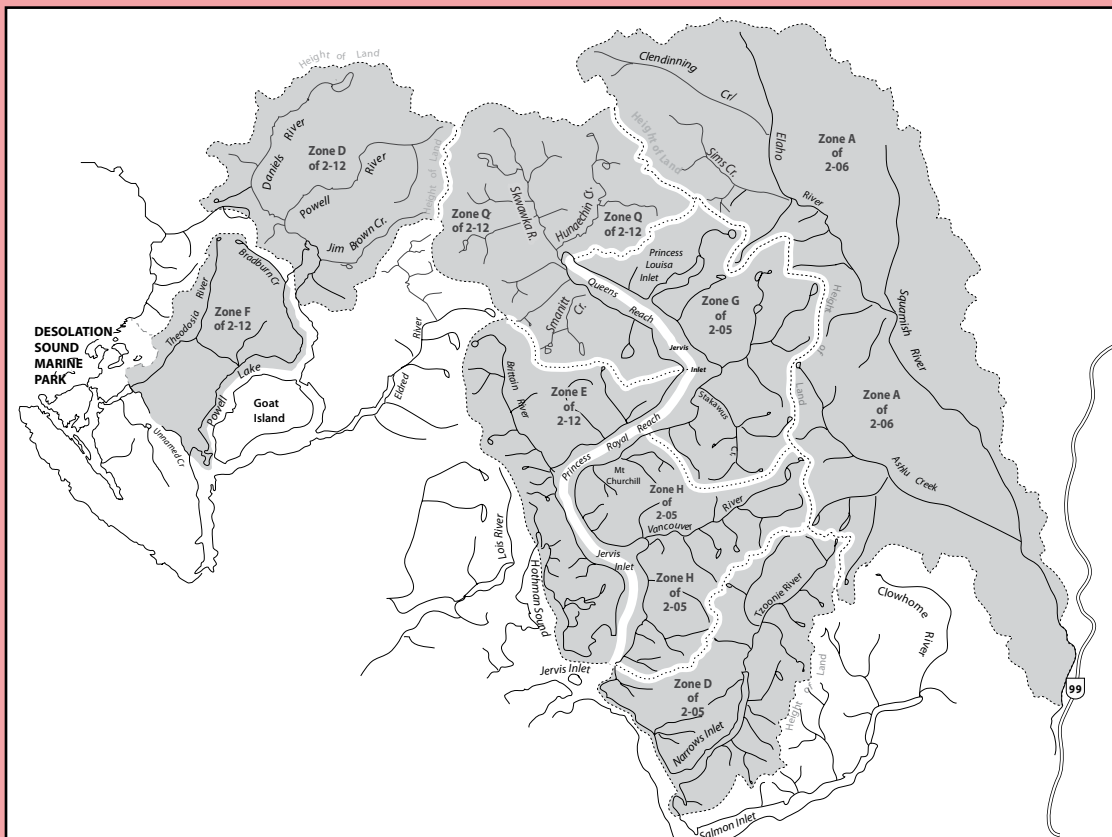 Height of Land
Clendinning
Cr/
Elaho
River
Zone A
of
2-06
Daniels River
Zone D
of 2-12
Powell River
Height of Land
Jim Brown Cr.
Height of Land
Sims Cr.
Skwawka R.
Hunaechin Cr.
Zone Q
of 2-12
Zone Q
of 2-12
Princess
Louisa
Inlet
Queens Reach
Bradburn Cr
Theodosia River
Zone F
of 2-12
Smanitt
Cr.
Zone G
of
2-05
Height of Land
Squamish River
DESOLATION
SOUND
MARINE
PARK
Jervis
Inlet
Eldred River
Brittain River
Powell Lake
Goat
Island
Zone E
of
2-12
Stakawus
Cr.
Zone A
of
2-06
Unnamed Cr
Princess Royal Reach
Mt
Churchill
Zone H
of
2-05
Vancouver River
Ashlu Creek
Lois River
Jervis
Inlet
Hothman Sound
Zone H
of
2-05
Tzoonie River
Clowhome
River
Jervis Inlet
Height of Land
Zone D
of
2-05
99
Narrows Inlet
Salmon Inlet